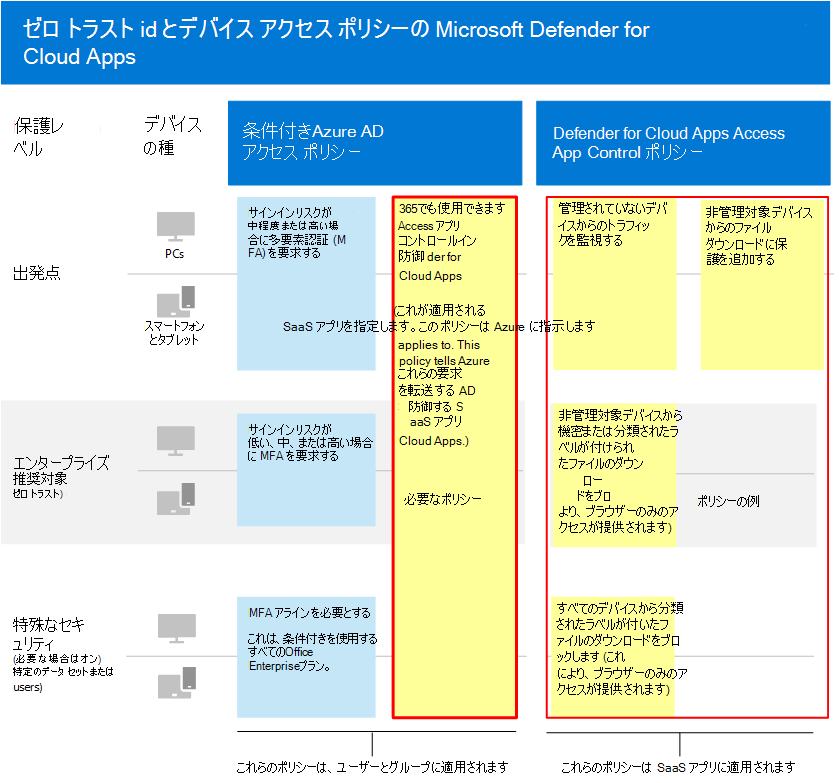 ゼロ トラスト id とデバイス アクセス ポリシーの Microsoft Defender for
Cloud Apps
保護レ
ベル
デバイス
の種
条件付きAzure AD
アクセス ポリシー
Defender for Cloud Apps Access
App Control ポリシー
出発点
PCs
スマートフォン
とタブレット
サインインリスクが
中程度または高い場
合に多要素認証 (M
FA) を要求する
365でも使用できます
Access アプリ
コントロールイン
防御 der for
Cloud Apps
(これが適用される
SaaS アプリを指定します。このポリシーは Azure に指示します
applies to. This
policy tells Azure
これらの要求
を転送する AD
防御する S
aaS アプリ
Cloud Apps.)
必要なポリシー
管理されていないデバ
イスからのトラフィッ
クを監視する
非管理対象デバイス
からのファイル
ダウンロードに保
護を追加する
エンタープライズ
推奨対象
ゼロ トラスト)
サインインリスクが
低い、中、または高い場合
に MFA を要求する
非管理対象デバイスから
機密または分類されたラ
ベルが付けられ
たファイルのダウン
ロー
ドをブロ
より、ブラウザーのみのア
クセスが提供されます)
ポリシーの例
特殊なセキ
ュリティ
(必要な場合はオン)
特定のデータ セットまたは
users)
MFA アラインを必要とする
これは、条件付きを使用する
すべてのOffice
Enterpriseプラン。
すべてのデバイスから分類
されたラベルが付いたフ
ァイルのダウンロードをブロ
ックします (これ
により、ブラウザーのみのア
クセスが提供されます)
これらのポリシーは、ユーザーとグループに適用されます
これらのポリシーは SaaS アプリに適用されます